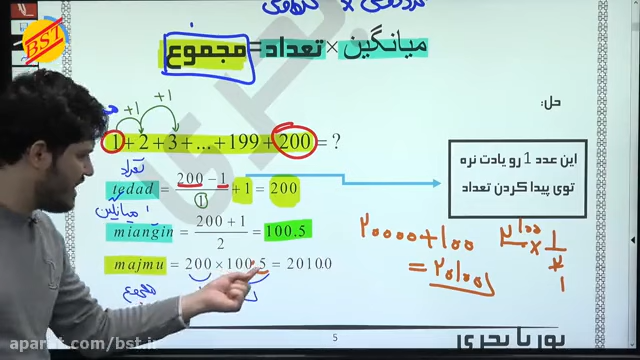 BST
مجموع = تعداد × میانگین
حل:
+1 +1
1 + 2 + 3 + ... + 199 + 200 = ?
تعداد
tedad = 200 − 1 / 1 + 1 = 200
این عدد 1 رو یادت نره
توی پیدا کردن تعداد
میانگین
miangin = 200 + 1 / 2 = 100.5
۲۰۰۰۰ + ۱۰۰
= ۲۰۱۰۰
majmu = 200 × 100.5 = 20100
مجموع
5
پوریا بحری
aparat.com/bst.ir